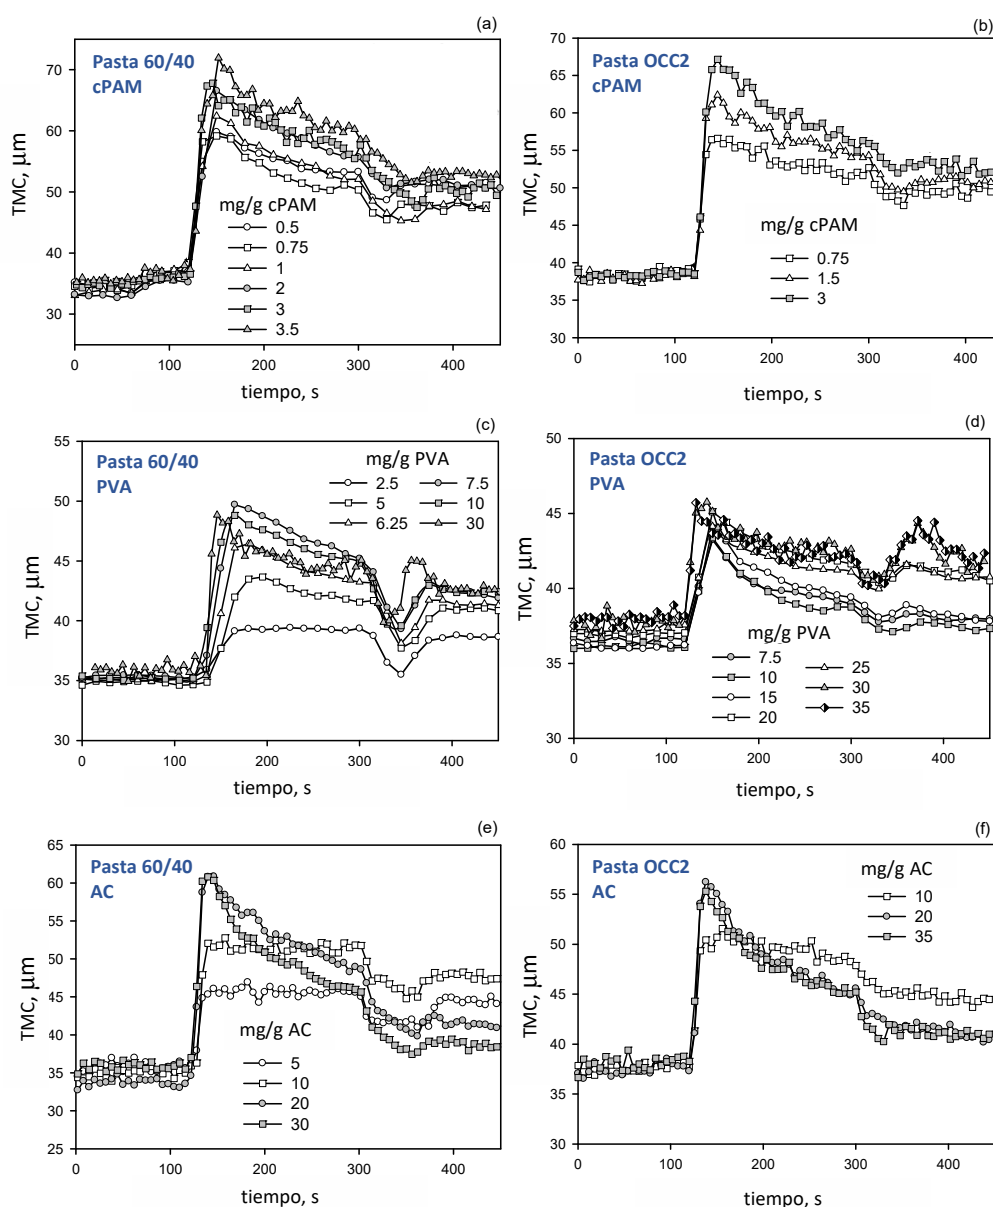 (a)
Pasta 60/40
cPAM
TMC, µm
70
60
50
40
30
mg/g cPAM
0.5
0.75
1
2
3
3.5
0 100 200 300 400
tiempo, s
(b)
Pasta OCC2
cPAM
TMC, µm
70
65
60
55
50
45
40
35
30
mg/g cPAM
0.75
1.5
3
0 100 200 300 400
tiempo, s
(c)
Pasta 60/40
PVA
TMC, µm
55
50
45
40
35
30
mg/g PVA
2.5 7.5
5 10
6.25 30
0 100 200 300 400
tiempo, s
(d)
Pasta OCC2
PVA
TMC, µm
50
45
40
35
30
mg/g PVA
7.5 25
10 30
15 35
20
0 100 200 300 400
tiempo, s
(e)
Pasta 60/40
AC
TMC, µm
65
60
55
50
45
40
35
30
25
mg/g AC
5
10
20
30
0 100 200 300 400
tiempo, s
(f)
Pasta OCC2
AC
TMC, µm
60
55
50
45
40
35
30
mg/g AC
10
20
35
0 100 200 300 400
tiempo, s